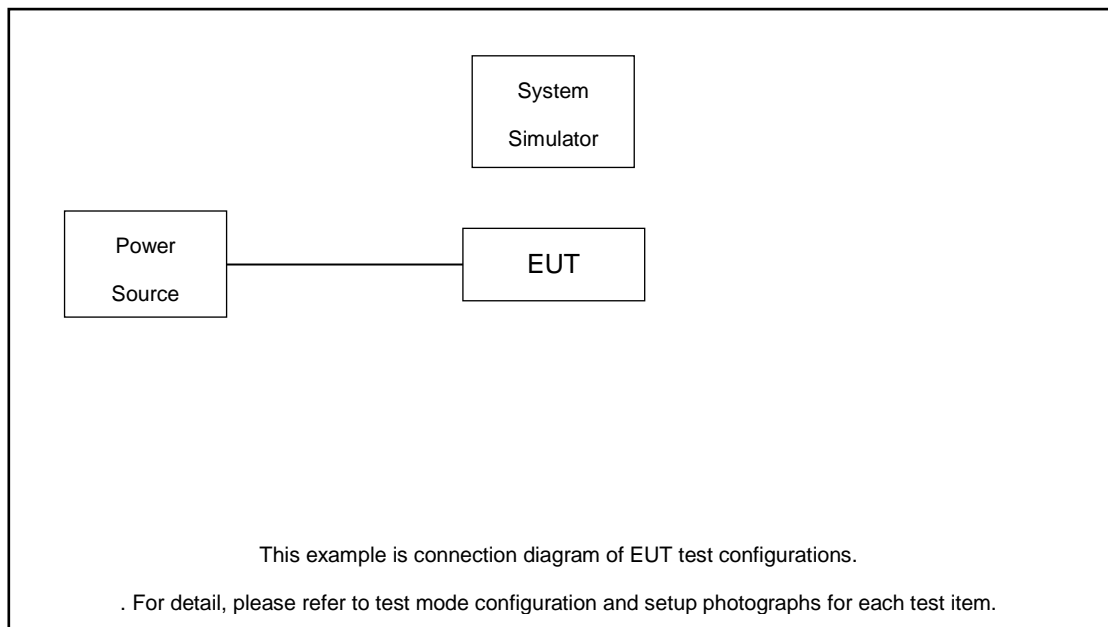 System
Simulator
Power
Source
EUT
This example is connection diagram of EUT test configurations.
. For detail, please refer to test mode configuration and setup photographs for each test item.